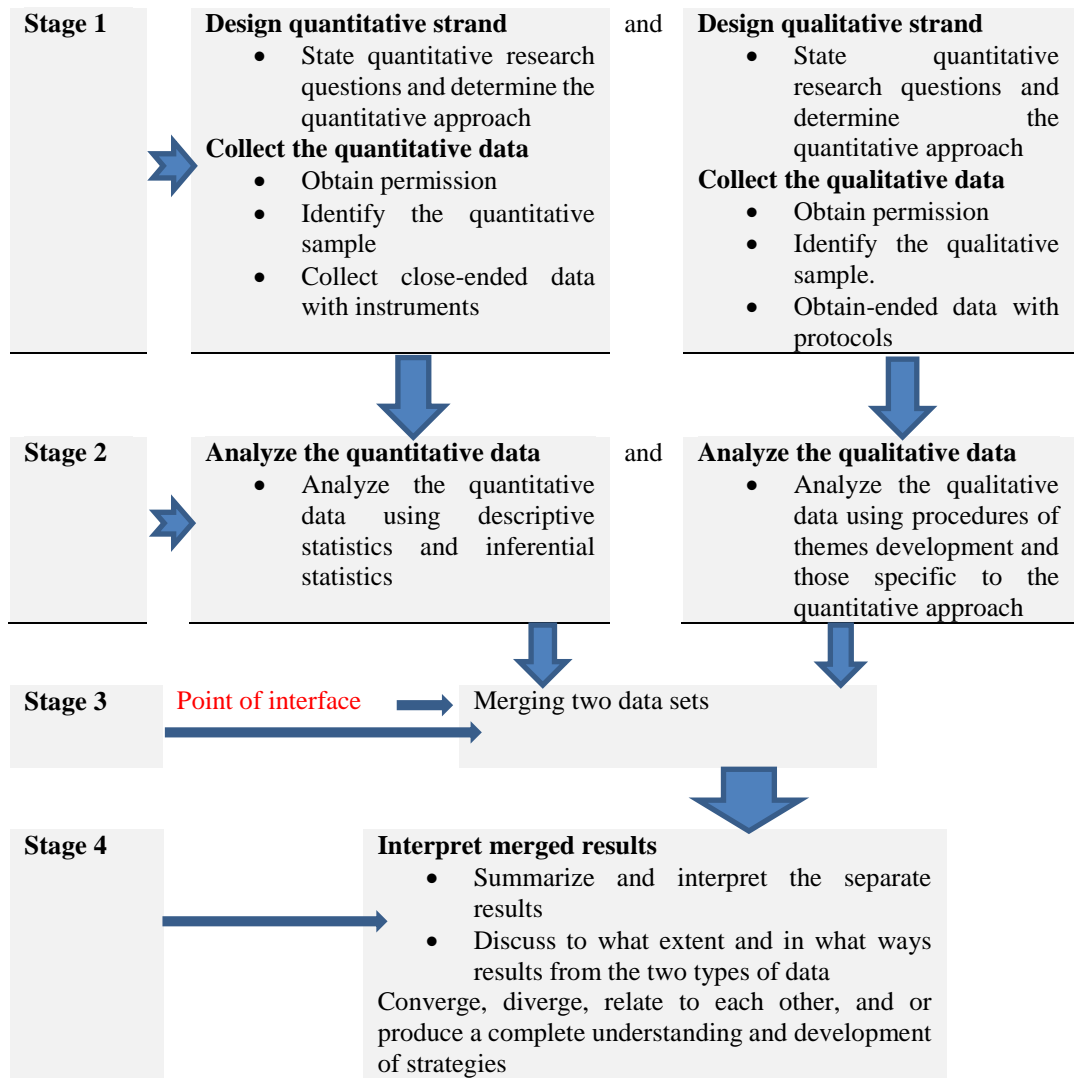 Stage 1
Design quantitative strand
• State quantitative research
questions and determine the
quantitative approach
Collect the quantitative data
• Obtain permission
• Identify the quantitative
sample
• Collect close-ended data
with instruments
and
Design qualitative strand
• State quantitative
research questions and
determine the
quantitative approach
Collect the qualitative data
• Obtain permission
• Identify the qualitative
sample.
• Obtain-ended data with
protocols
Stage 2
Analyze the quantitative data
• Analyze the quantitative
data using descriptive
statistics and inferential
statistics
and
Analyze the qualitative data
• Analyze the qualitative
data using procedures of
themes development and
those specific to the
quantitative approach
Stage 3
Point of interface
Merging two data sets
Stage 4
Interpret merged results
• Summarize and interpret the separate
results
• Discuss to what extent and in what ways
results from the two types of data
Converge, diverge, relate to each other, and or
produce a complete understanding and development
of strategies